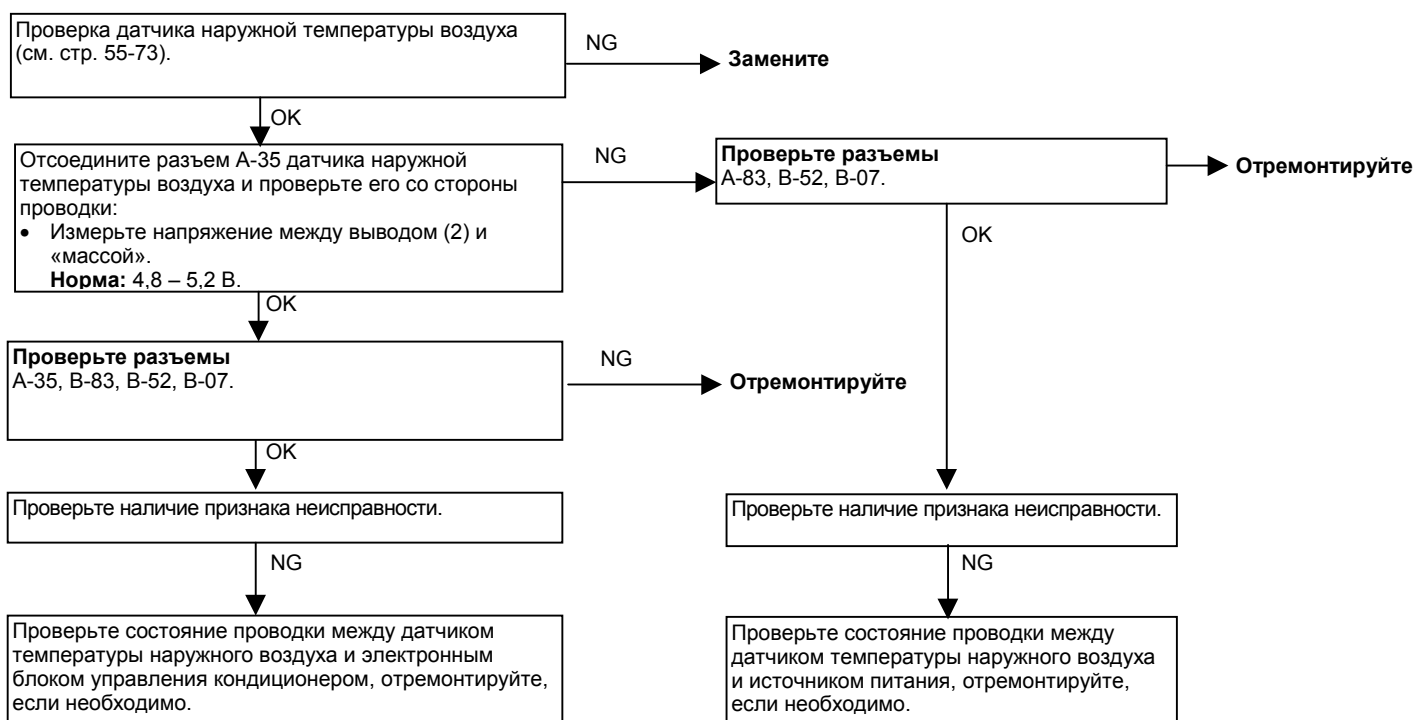 Проверка датчика наружной температуры воздуха
(см. стр. 55-73).
NG
Замените
OK
Отсоедините разъем А-35 датчика наружной
температуры воздуха и проверьте его со стороны
проводки:
• Измерьте напряжение между выводом (2) и
«массой».
Норма: 4,8 – 5,2 В.
NG
Проверьте разъемы
А-83, В-52, В-07.
Отремонтируйте
OK
OK
Проверьте разъемы
А-35, В-83, В-52, В-07.
NG
Отремонтируйте
OK
Проверьте наличие признака неисправности.
Проверьте наличие признака неисправности.
NG
NG
Проверьте состояние проводки между датчиком
температуры наружного воздуха и электронным
блоком управления кондиционером, отремонтируйте,
если необходимо.
Проверьте состояние проводки между
датчиком температуры наружного воздуха
и источником питания, отремонтируйте,
если необходимо.